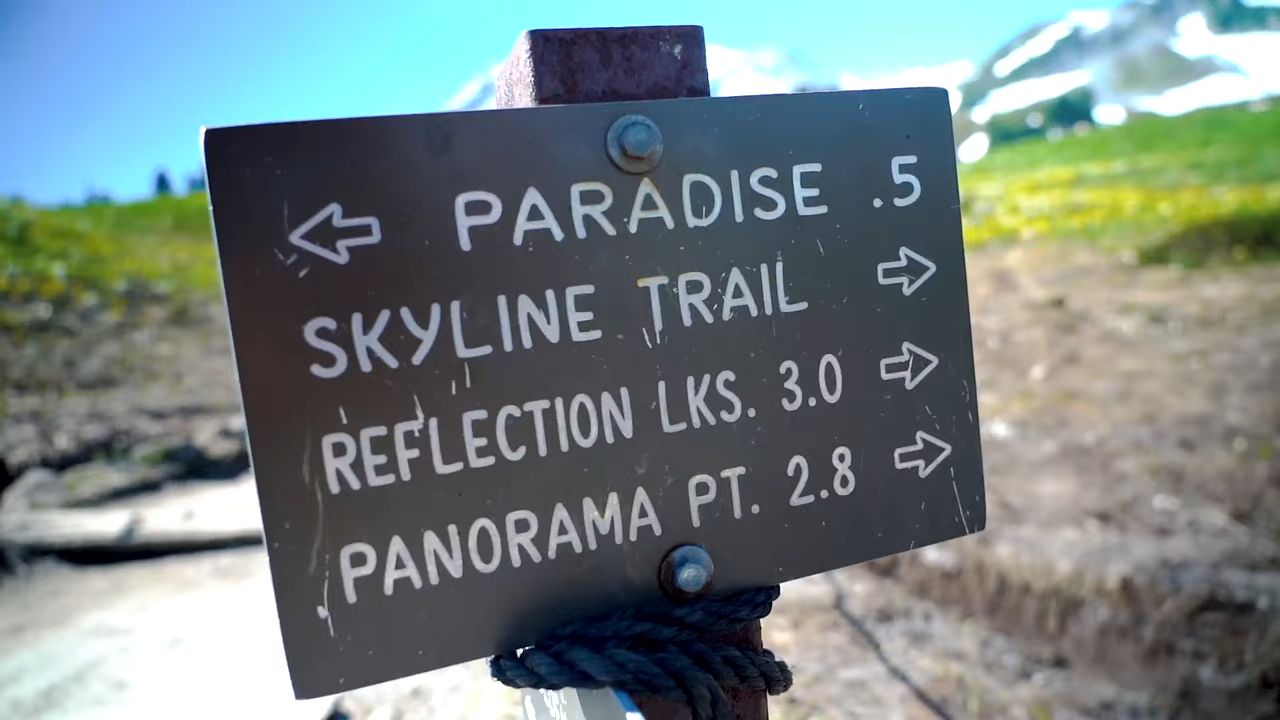 PARADISE .5
SKYLINE TRAIL
REFLECTION LKS. 3.0
PANORAMA PT. 2.8